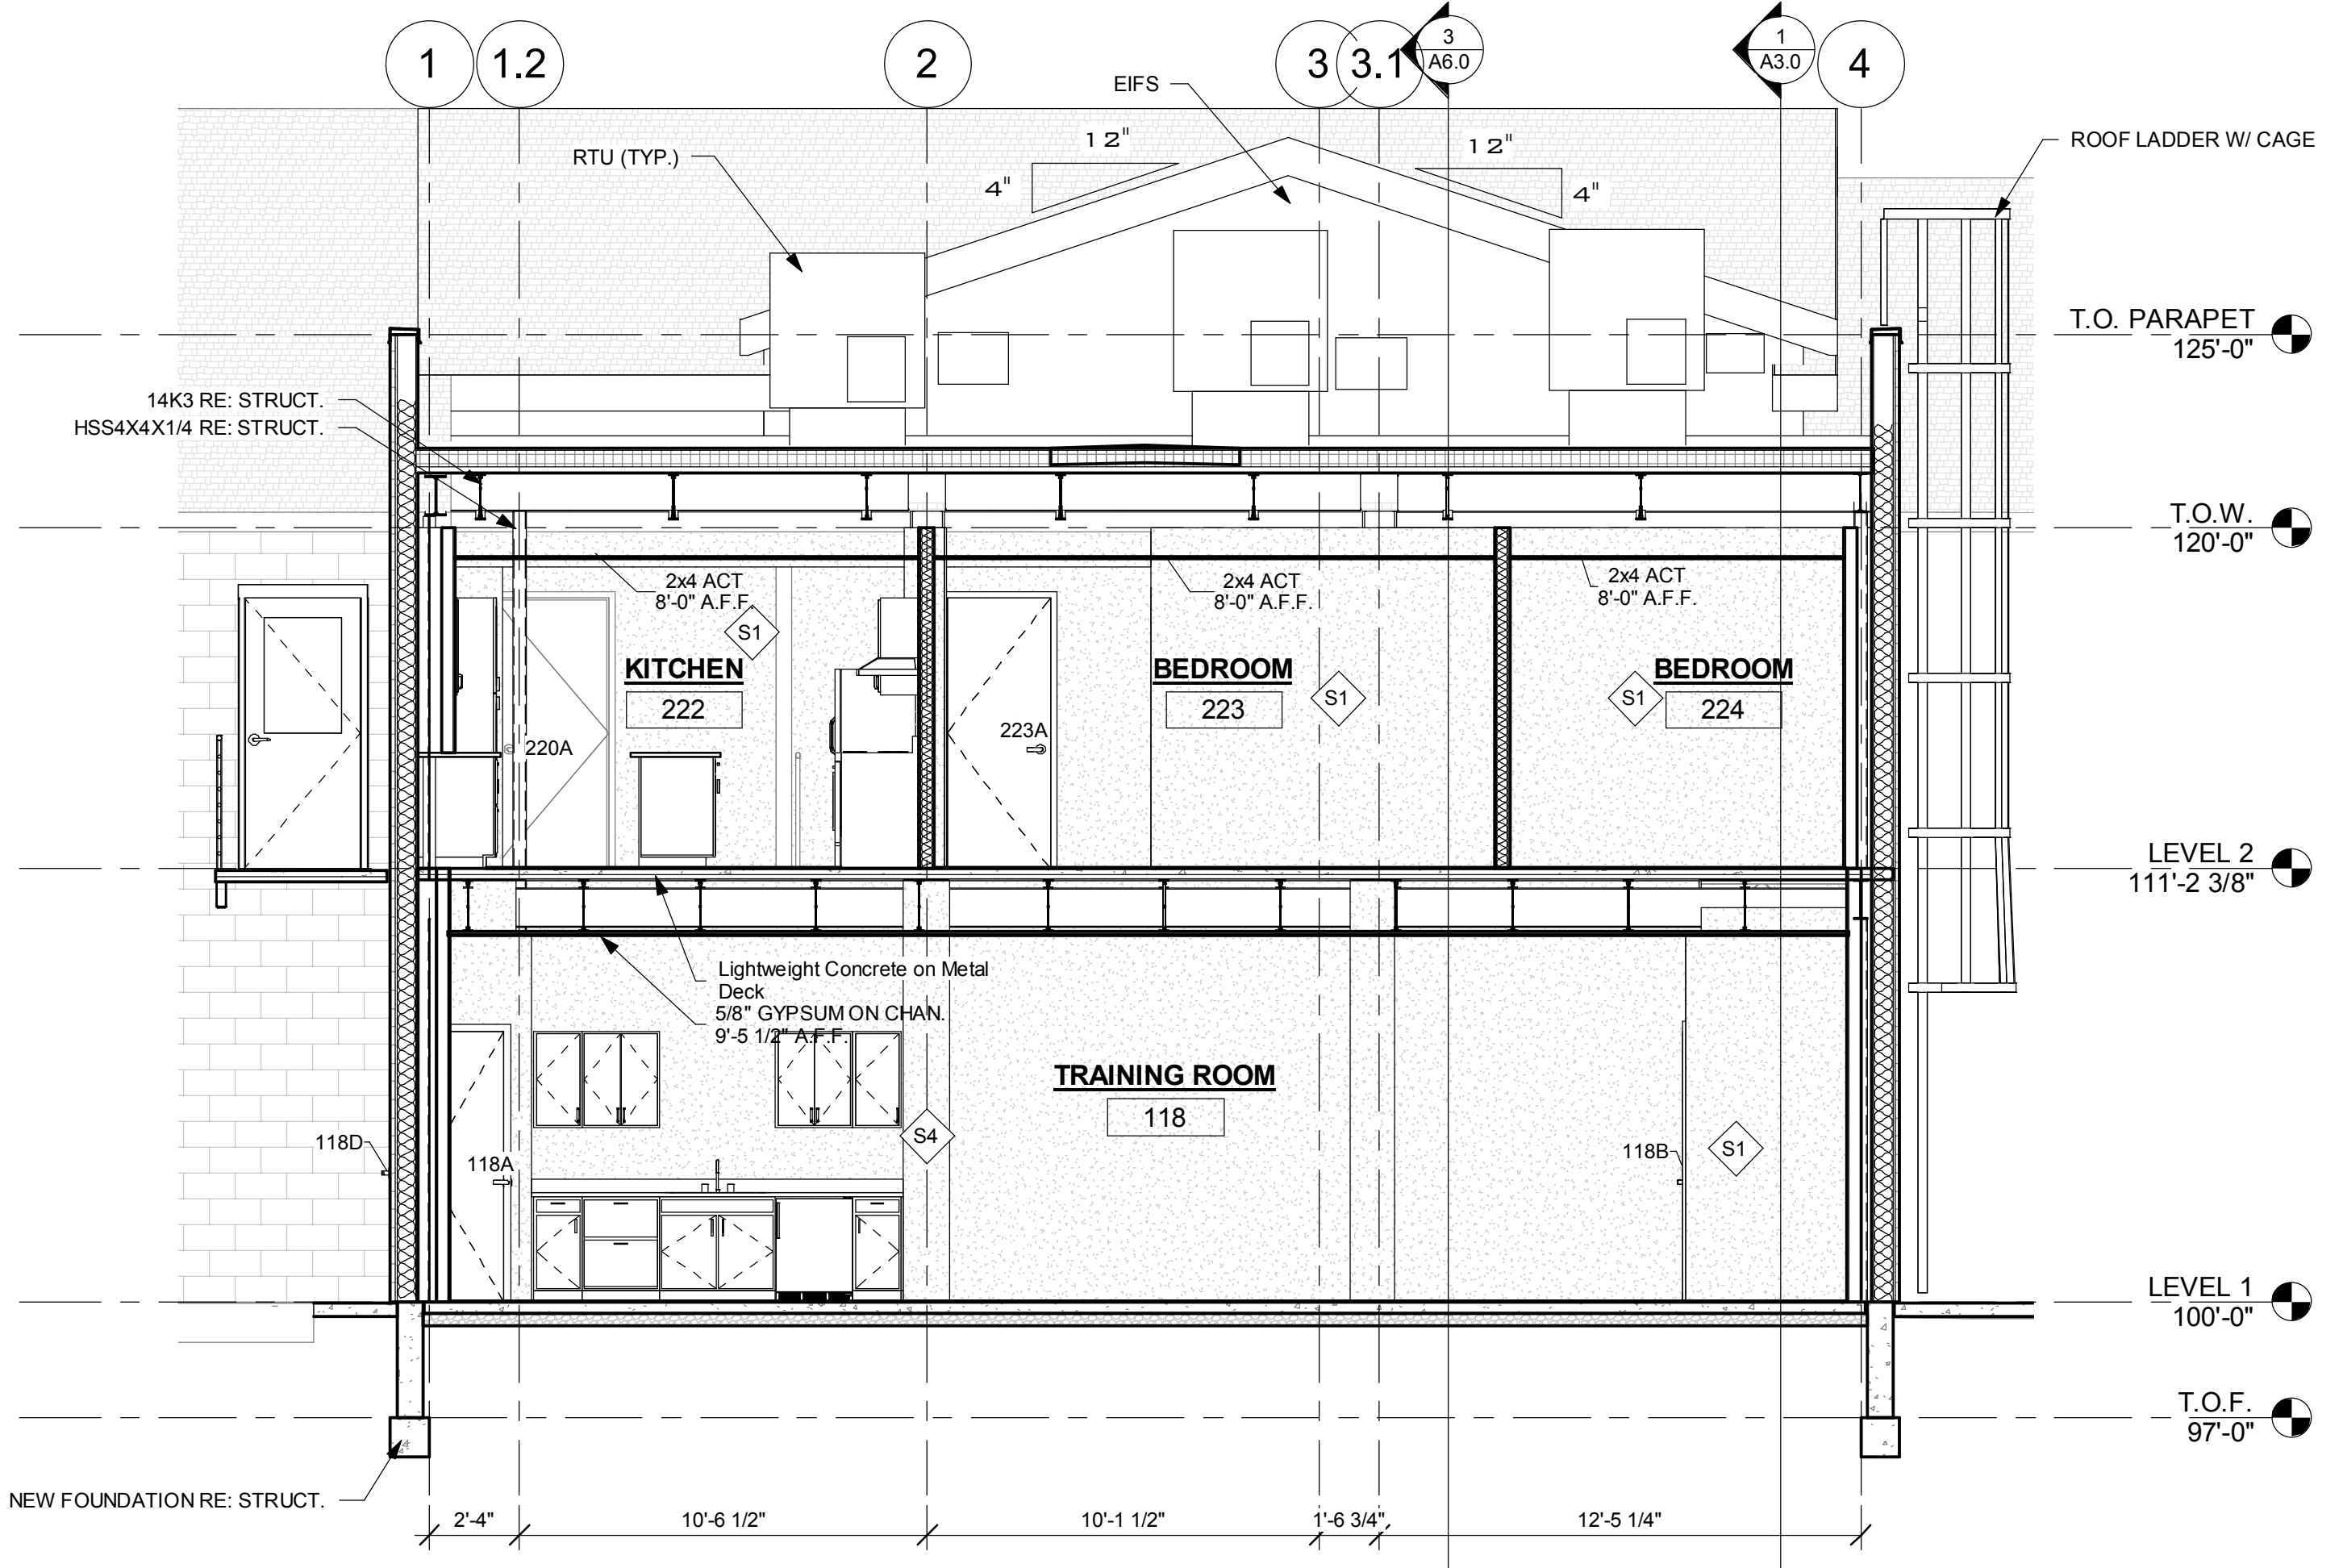 1
1.2
2
3
3.1
3
A6.0
1
A3.0
4
EIFS
RTU (TYP.)
12"
4"
12"
4"
ROOF LADDER W/ CAGE
T.O. PARAPET
125'-0"
14K3 RE: STRUCT.
HSS4X4X1/4 RE: STRUCT.
T.O.W.
120'-0"
2x4 ACT
8'-0" A.F.F.
2x4 ACT
8'-0" A.F.F.
2x4 ACT
8'-0" A.F.F.
S1
KITCHEN
222
BEDROOM
223
S1
S1
BEDROOM
224
220A
223A
LEVEL 2
111'-2 3/8"
Lightweight Concrete on Metal
Deck
5/8" GYPSUM ON CHAN.
9'-5 1/2" A.F.F.
TRAINING ROOM
118
118D
118A
S4
118B
S1
LEVEL 1
100'-0"
T.O.F.
97'-0"
NEW FOUNDATION RE: STRUCT.
2'-4"
10'-6 1/2"
10'-1 1/2"
1'-6 3/4"
12'-5 1/4"